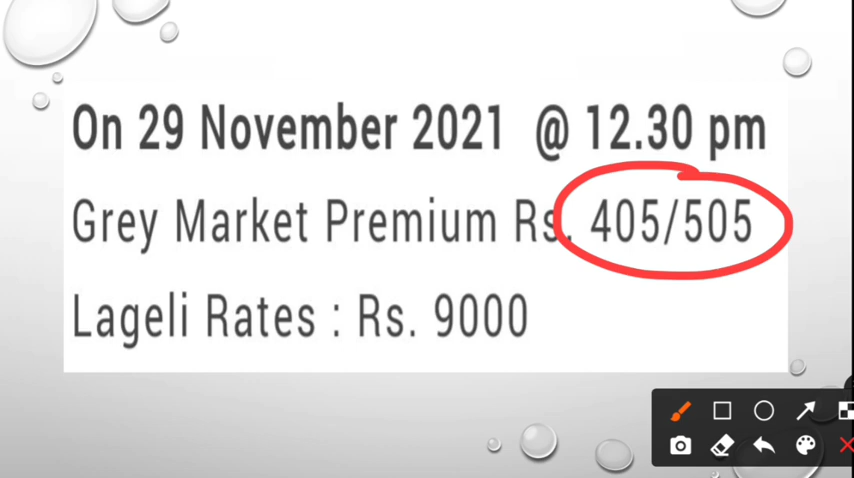 On 29 November 2021 @ 12.30 pm
Grey Market Premium Rs. 405/505
Lageli Rates : Rs. 9000